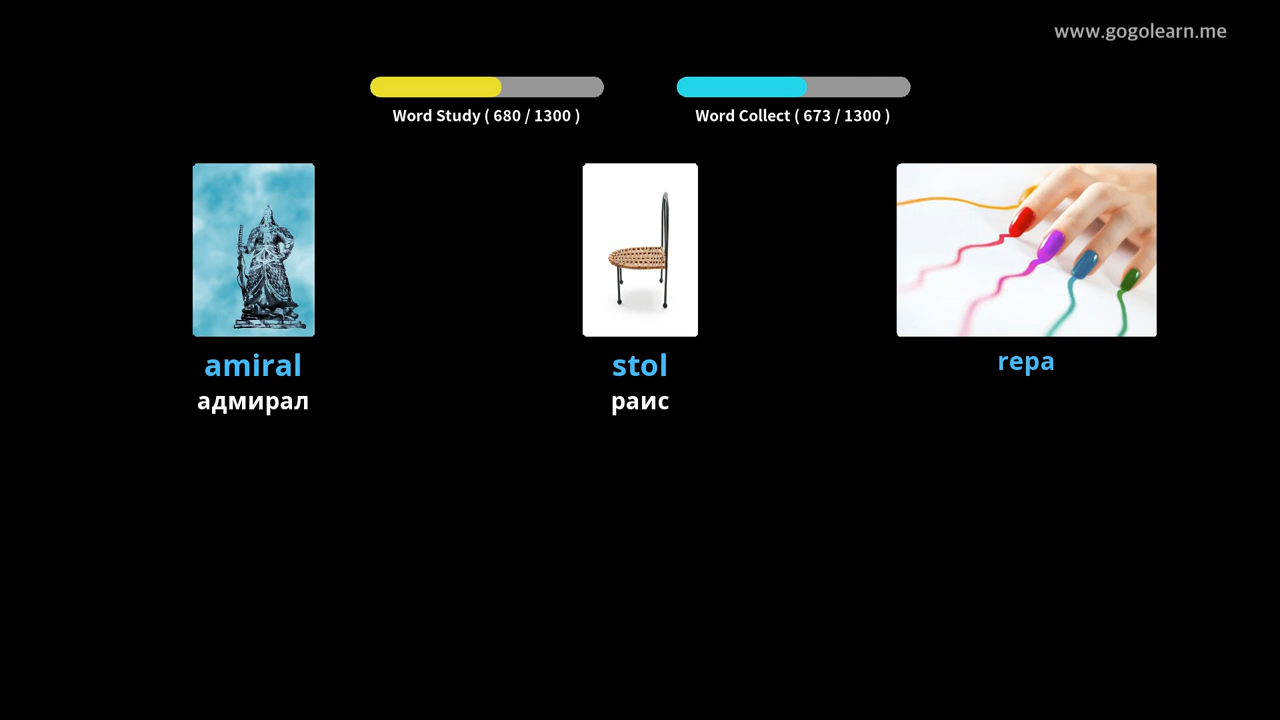 www.gogolearn.me
Word Study ( 680 / 1300 )
Word Collect ( 673 / 1300 )
amiral
адмирал
stol
раис
repa